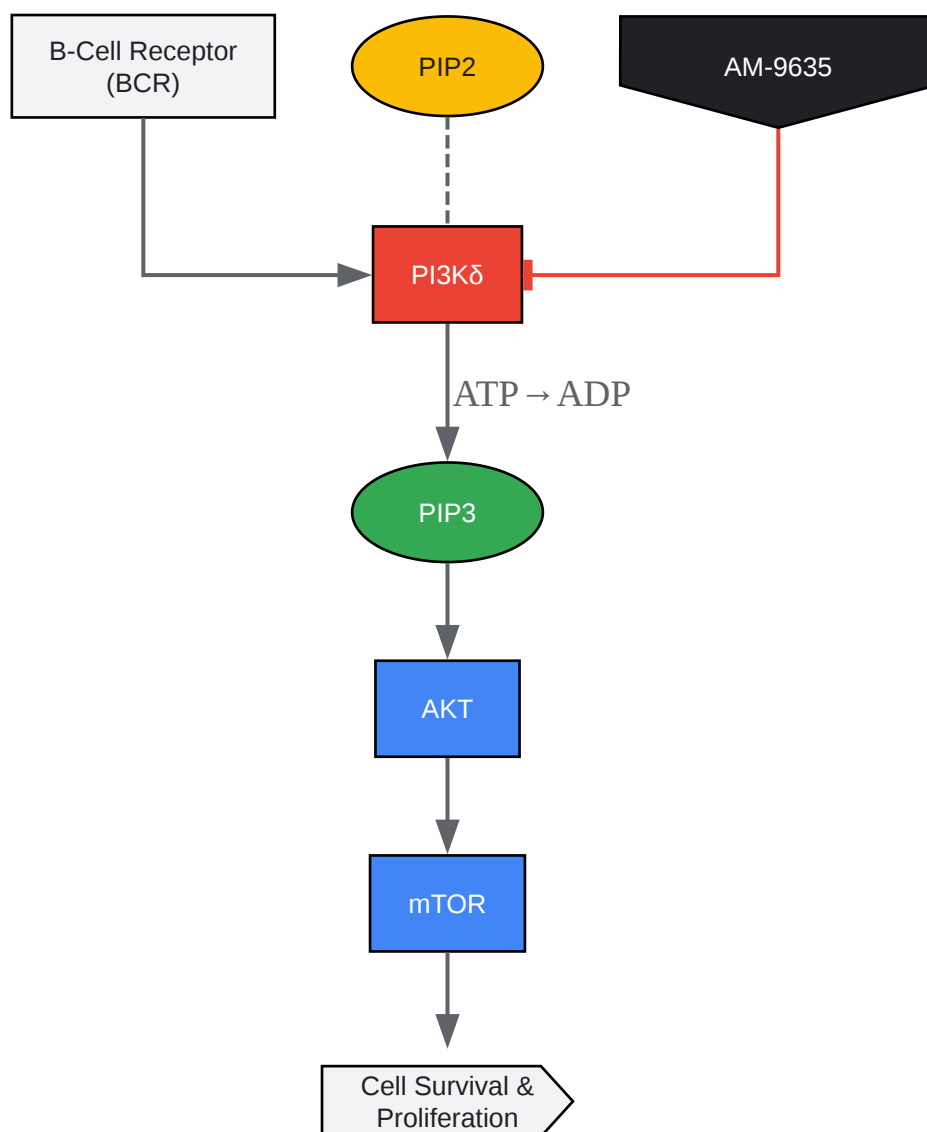 B-Cell Receptor
(BCR)
PIP2
AM-9635
PI3Kδ
ATP→ADP
PIP3
AKT
mTOR
Cell Survival &
Proliferation